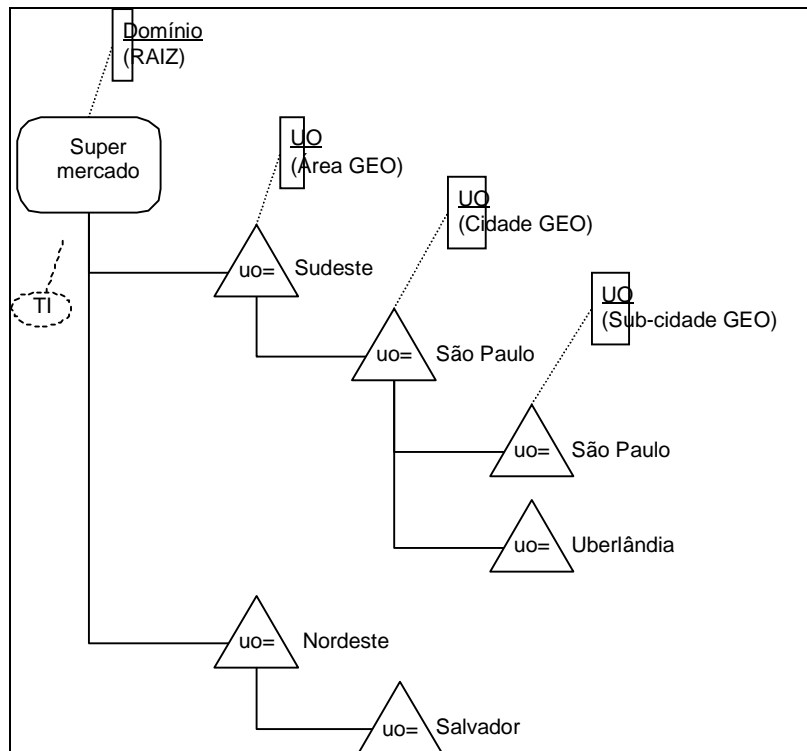 Domínio
(RAIZ)
Super
mercado
UO
(Área GEO)
UO
(Cidade GEO)
uo= Sudeste
UO
(Sub-cidade GEO)
TI
uo= São Paulo
uo= São Paulo
uo= Uberlândia
uo= Nordeste
uo= Salvador